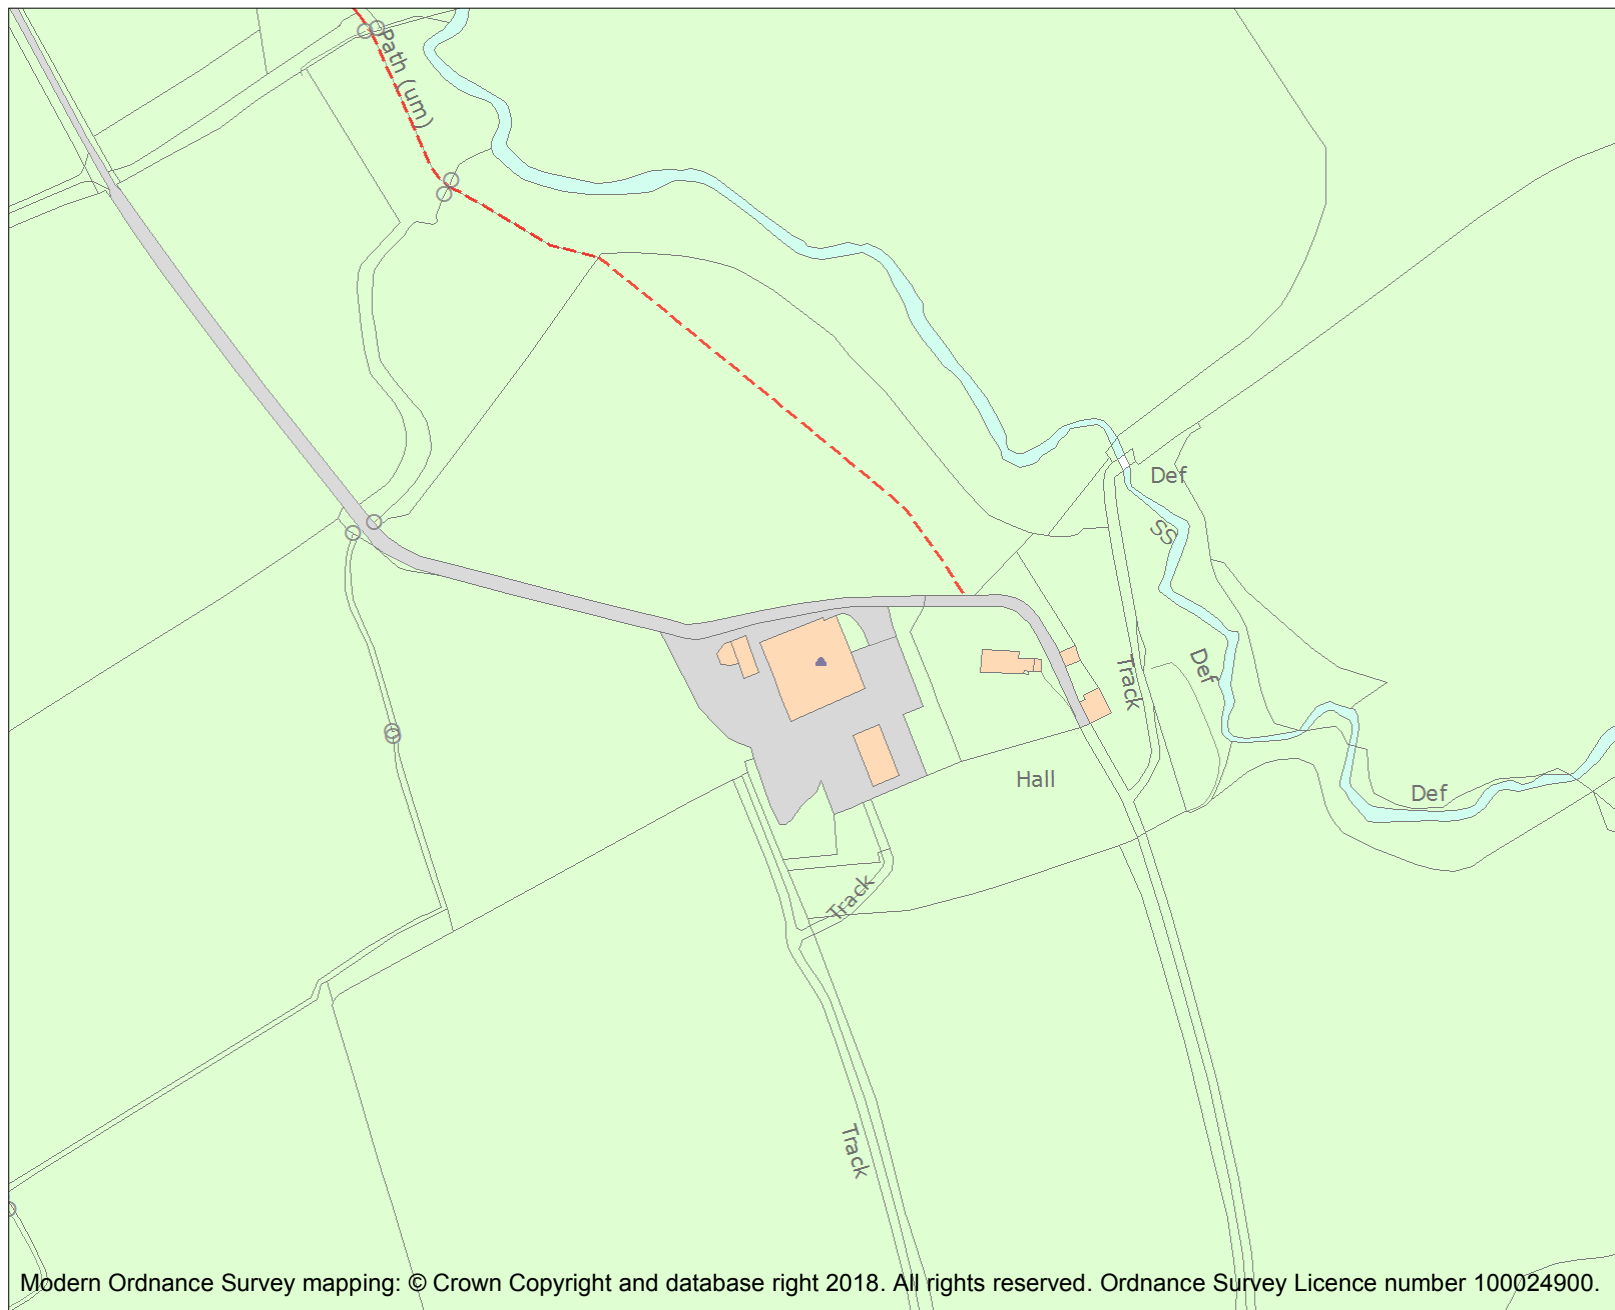 Path (um)
Def
SS
Def
Track
Hall
Def
Track
Track
Modern Ordnance Survey mapping: © Crown Copyright and database right 2018. All rights reserved. Ordnance Survey Licence number 100024900.